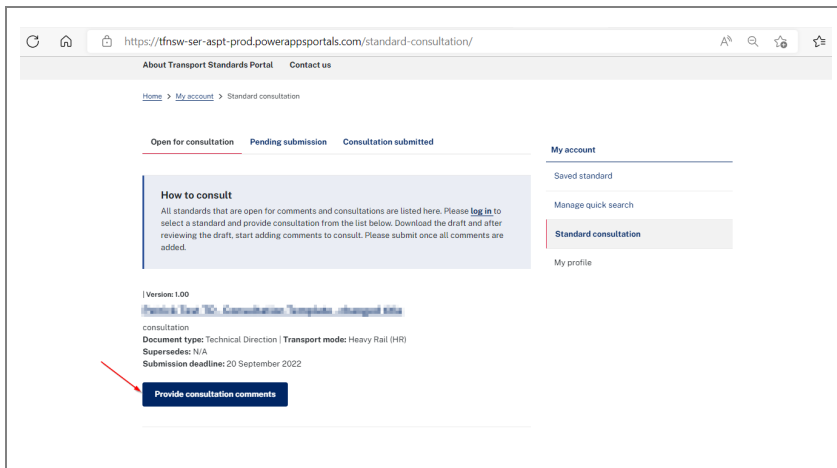 https://tfnsw-ser-aspt-prod.powerappsportals.com/standard-consultation/
About Transport Standards Portal Contact us
Home > My account > Standard consultation
Open for consultation Pending submission Consultation submitted
How to consult
All standards that are open for comments and consultations are listed here. Please log in to
select a standard and provide consultation from the list below. Download the draft and after
reviewing the draft, start adding comments to consult. Please submit once all comments are
added.
| Version: 1.00
consultation
Document type: Technical Direction | Transport mode: Heavy Rail (HR)
Supersedes: N/A
Submission deadline: 20 September 2022
Provide consultation comments
My account
Saved standard
Manage quick search
Standard consultation
My profile